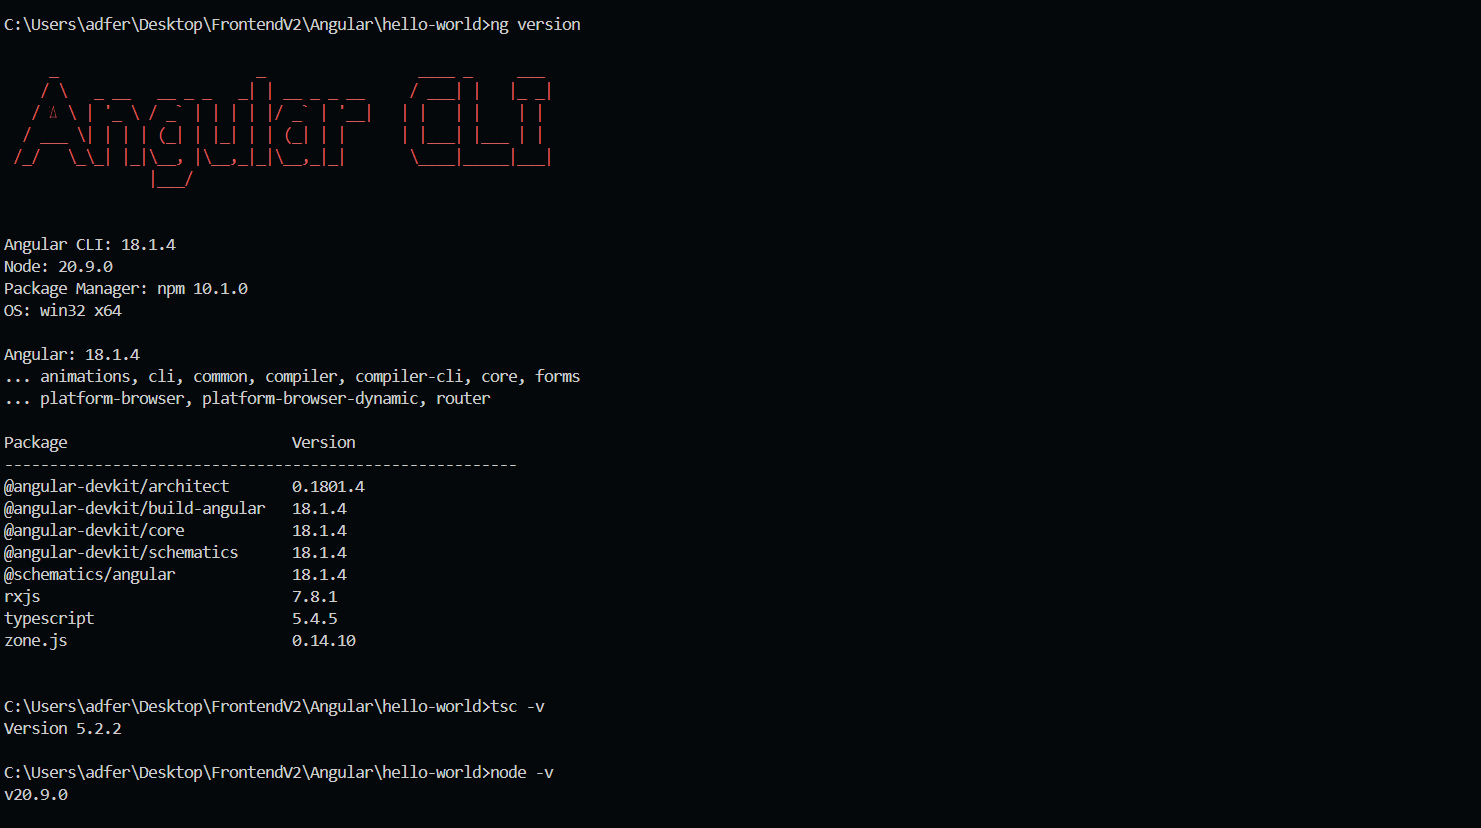 C:\Users\adfer\Desktop\FrontendV2\Angular\hello-world>ng version
Angular CLI
Angular CLI: 18.1.4
Node: 20.9.0
Package Manager: npm 10.1.0
OS: win32 x64
Angular: 18.1.4
... animations, cli, common, compiler, compiler-cli, core, forms
... platform-browser, platform-browser-dynamic, router
Package Version
---------------------------------------------------------
@angular-devkit/architect 0.1801.4
@angular-devkit/build-angular 18.1.4
@angular-devkit/core 18.1.4
@angular-devkit/schematics 18.1.4
@schematics/angular 18.1.4
rxjs 7.8.1
typescript 5.4.5
zone.js 0.14.10
C:\Users\adfer\Desktop\FrontendV2\Angular\hello-world>tsc -v
Version 5.2.2
C:\Users\adfer\Desktop\FrontendV2\Angular\hello-world>node -v
v20.9.0